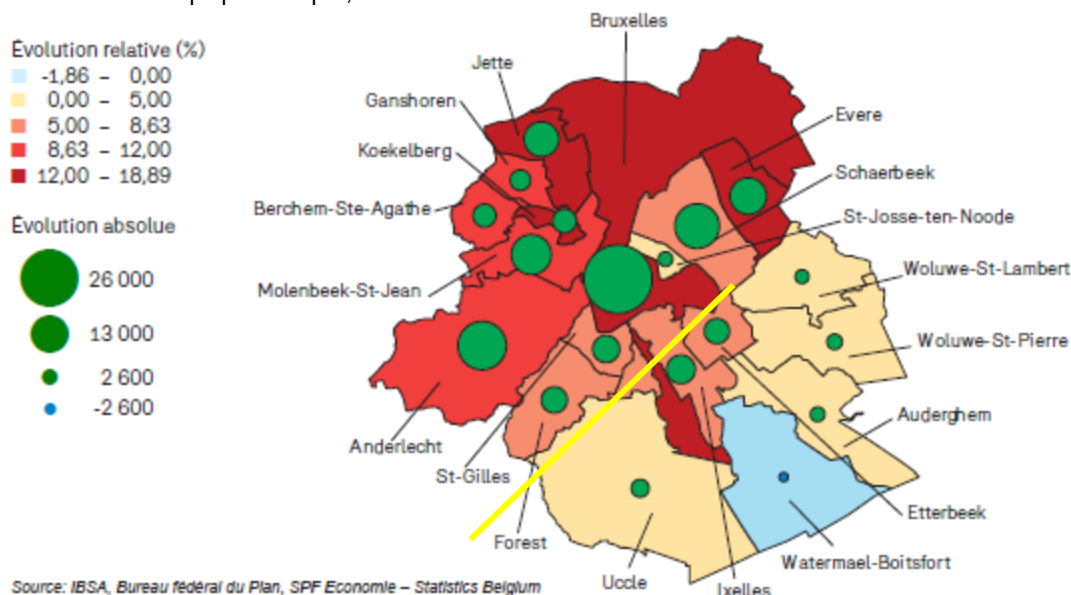 Bruxelles
Évolution relative (%)
-1,86 - 0,00
0,00 - 5,00
5,00 - 8,63
8,63 - 12,00
12,00 - 18,89
Évolution absolue
26 000
13 000
2 600
-2 600
Jette
Ganshoren
Koekelberg
Berchem-Ste-Agathe
Molenbeek-St-Jean
Anderlecht
St-Gilles
Forest
Uccle
Ixelles
Evere
Schaerbeek
St-Josse-ten-Noode
Woluwe-St-Lambert
Woluwe-St-Pierre
Auderghem
Etterbeek
Watermael-Boitsfort
Source: IBSA, Bureau fédéral du Plan, SPF Economie – Statistics Belgium